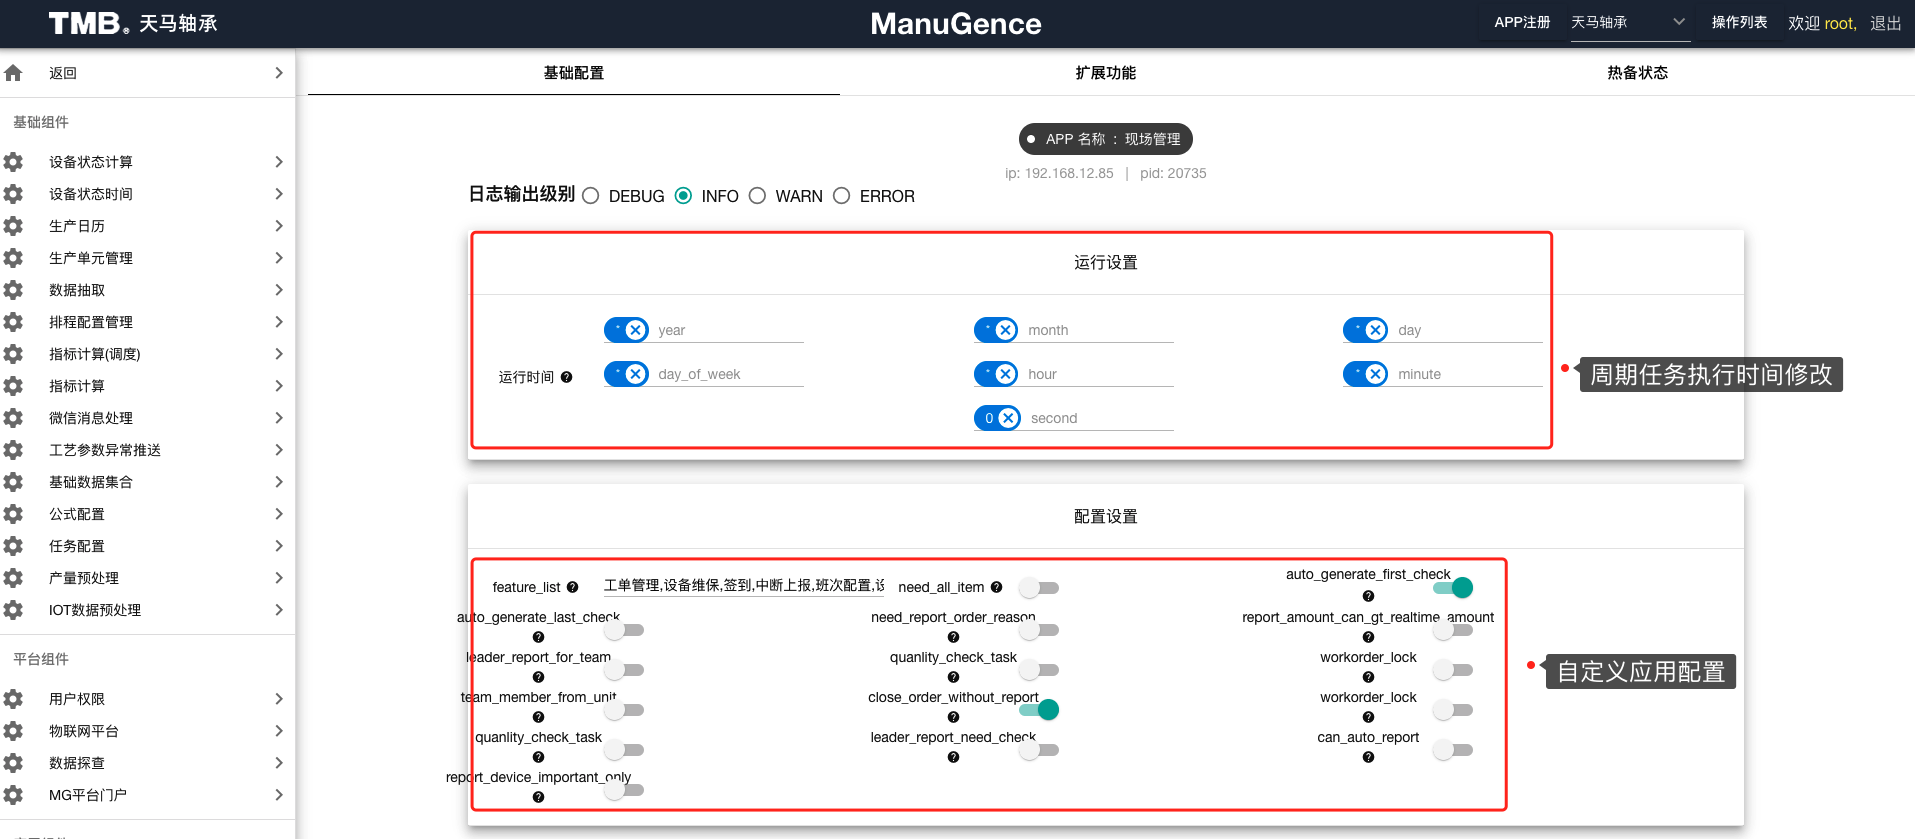 TMB® 天马轴承
ManuGence
APP注册 天马轴承 操作列表 欢迎 root, 退出
返回
基础组件
设备状态计算
设备状态时间
生产日历
生产单元管理
数据抽取
排程配置管理
指标计算(调度)
指标计算
微信消息处理
工艺参数异常推送
基础数据集合
公式配置
任务配置
产量预处理
IOT数据预处理
平台组件
用户权限
物联网平台
数据探查
MG平台门户
基础配置 扩展功能 热备状态
APP 名称 : 现场管理
ip: 192.168.12.85 | pid: 20735
日志输出级别 DEBUG INFO WARN ERROR
运行设置
* year * month * day
运行时间 * day_of_week * hour * minute
0 second
周期任务执行时间修改
配置设置
feature_list 工单管理,设备维保,签到,中断上报,班次配置, need_all_item auto_generate_first_check
auto_generate_last_check need_report_order_reason report_amount_can_gt_realtime_amount
leader_report_for_team quanlity_check_task workorder_lock
team_member_from_unit close_order_without_report workorder_lock
quanlity_check_task leader_report_need_check can_auto_report
report_device_important_only
自定义应用配置